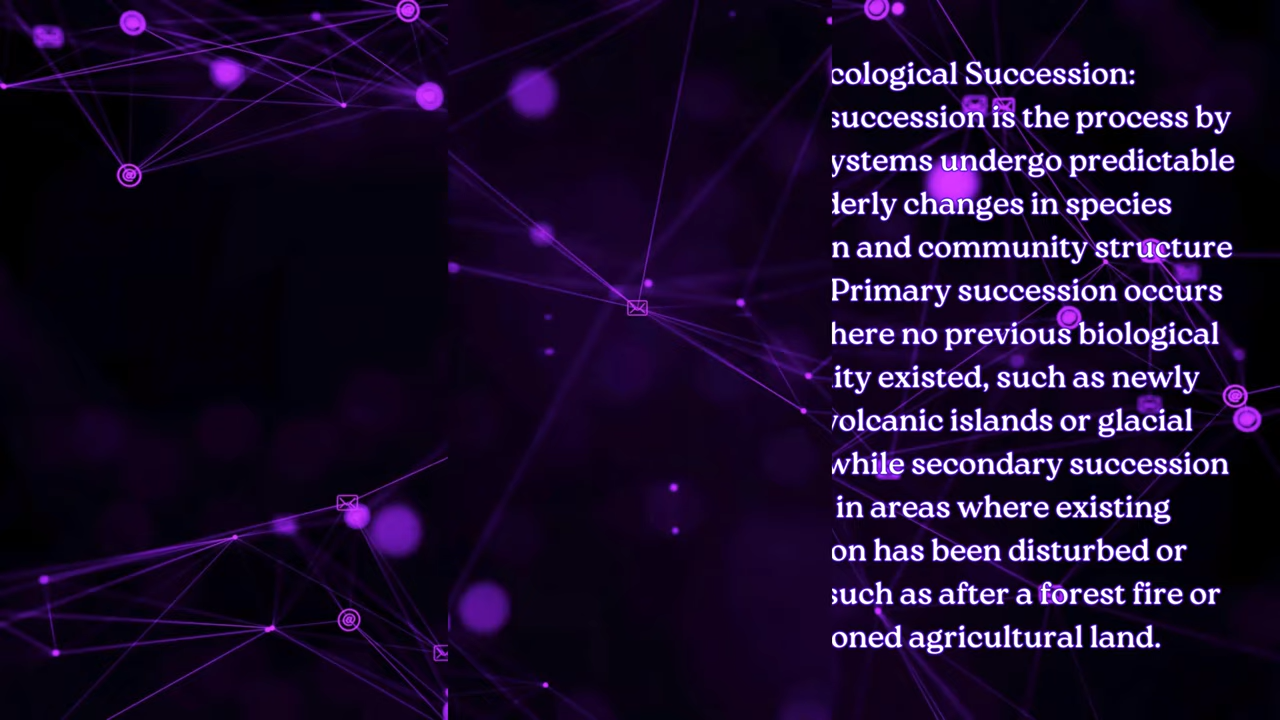 cological Succession:
succession is the process by
ystems undergo predictable
derly changes in species
n and community structure
Primary succession occurs
here no previous biological
ity existed, such as newly
volcanic islands or glacial
while secondary succession
in areas where existing
on has been disturbed or
such as after a forest fire or
oned agricultural land.